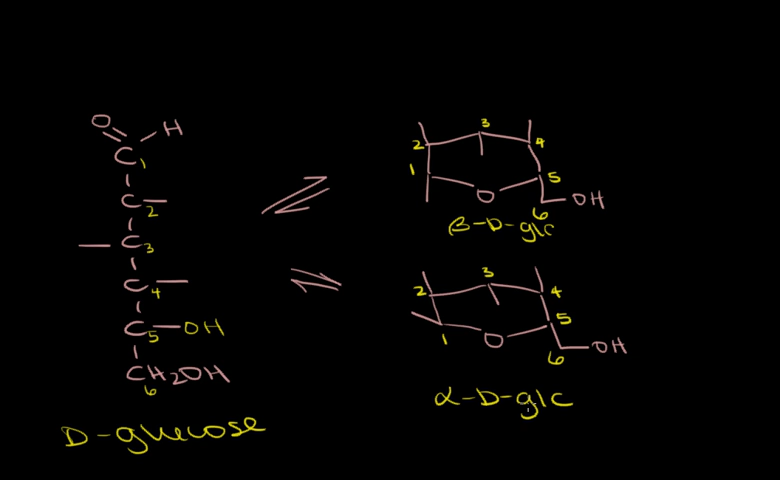 O H
C1
C2
C3
C4
C5 OH
CH2OH
6
D-glucose
3
2 4
1 5
O
OH
6
β-D-glc
3
2 4
5
1 O
OH
6
α-D-glc